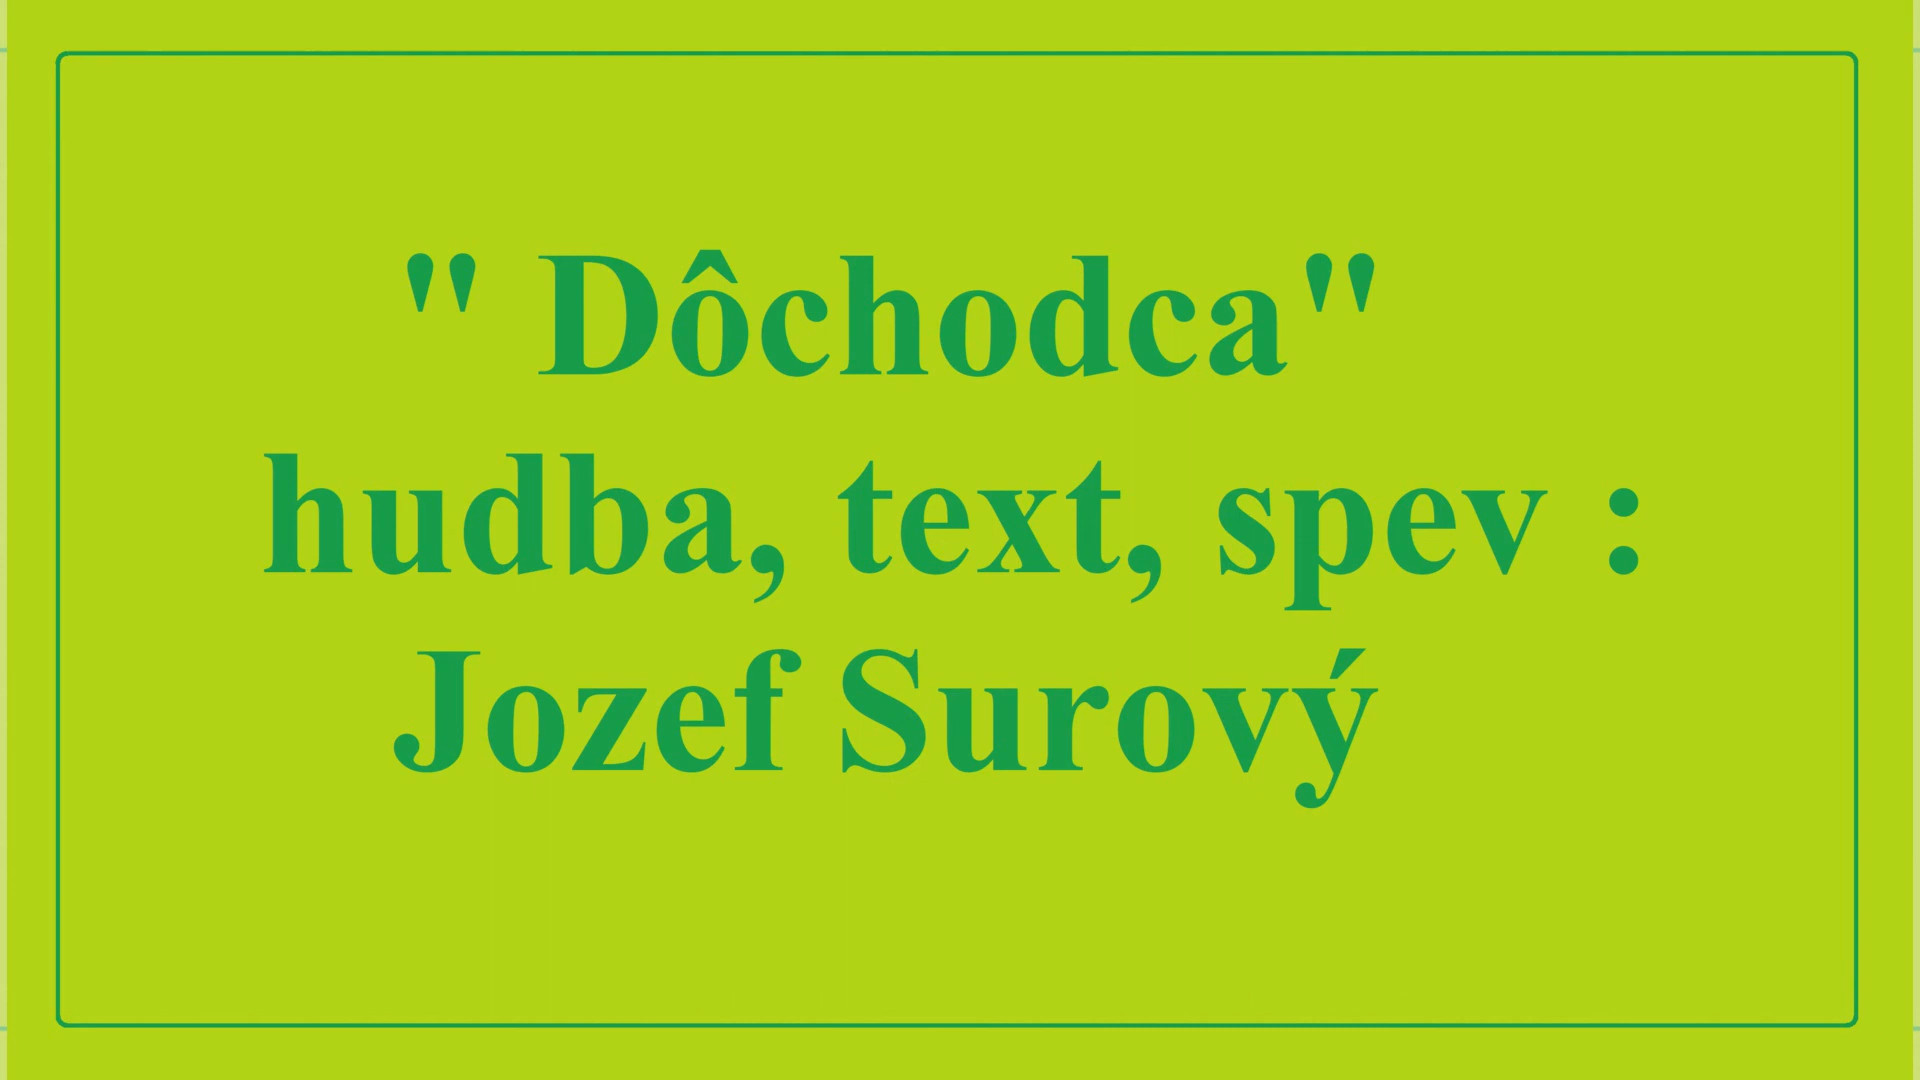 " Dôchodca"
hudba, text, spev :
Jozef Surový